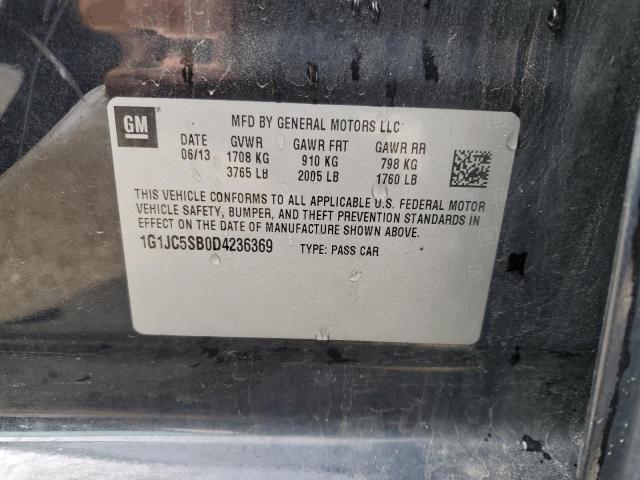 GM
MFD BY GENERAL MOTORS LLC
DATE GVWR GAWR FRT GAWR RR
06/13 1708 KG 910 KG 798 KG
3765 LB 2005 LB 1760 LB
THIS VEHICLE CONFORMS TO ALL APPLICABLE U.S. FEDERAL MOTOR
VEHICLE SAFETY, BUMPER, AND THEFT PREVENTION STANDARDS IN
EFFECT ON THE DATE OF MANUFACTURE SHOWN ABOVE.
1G1JC5SB0D4236369 TYPE: PASS CAR